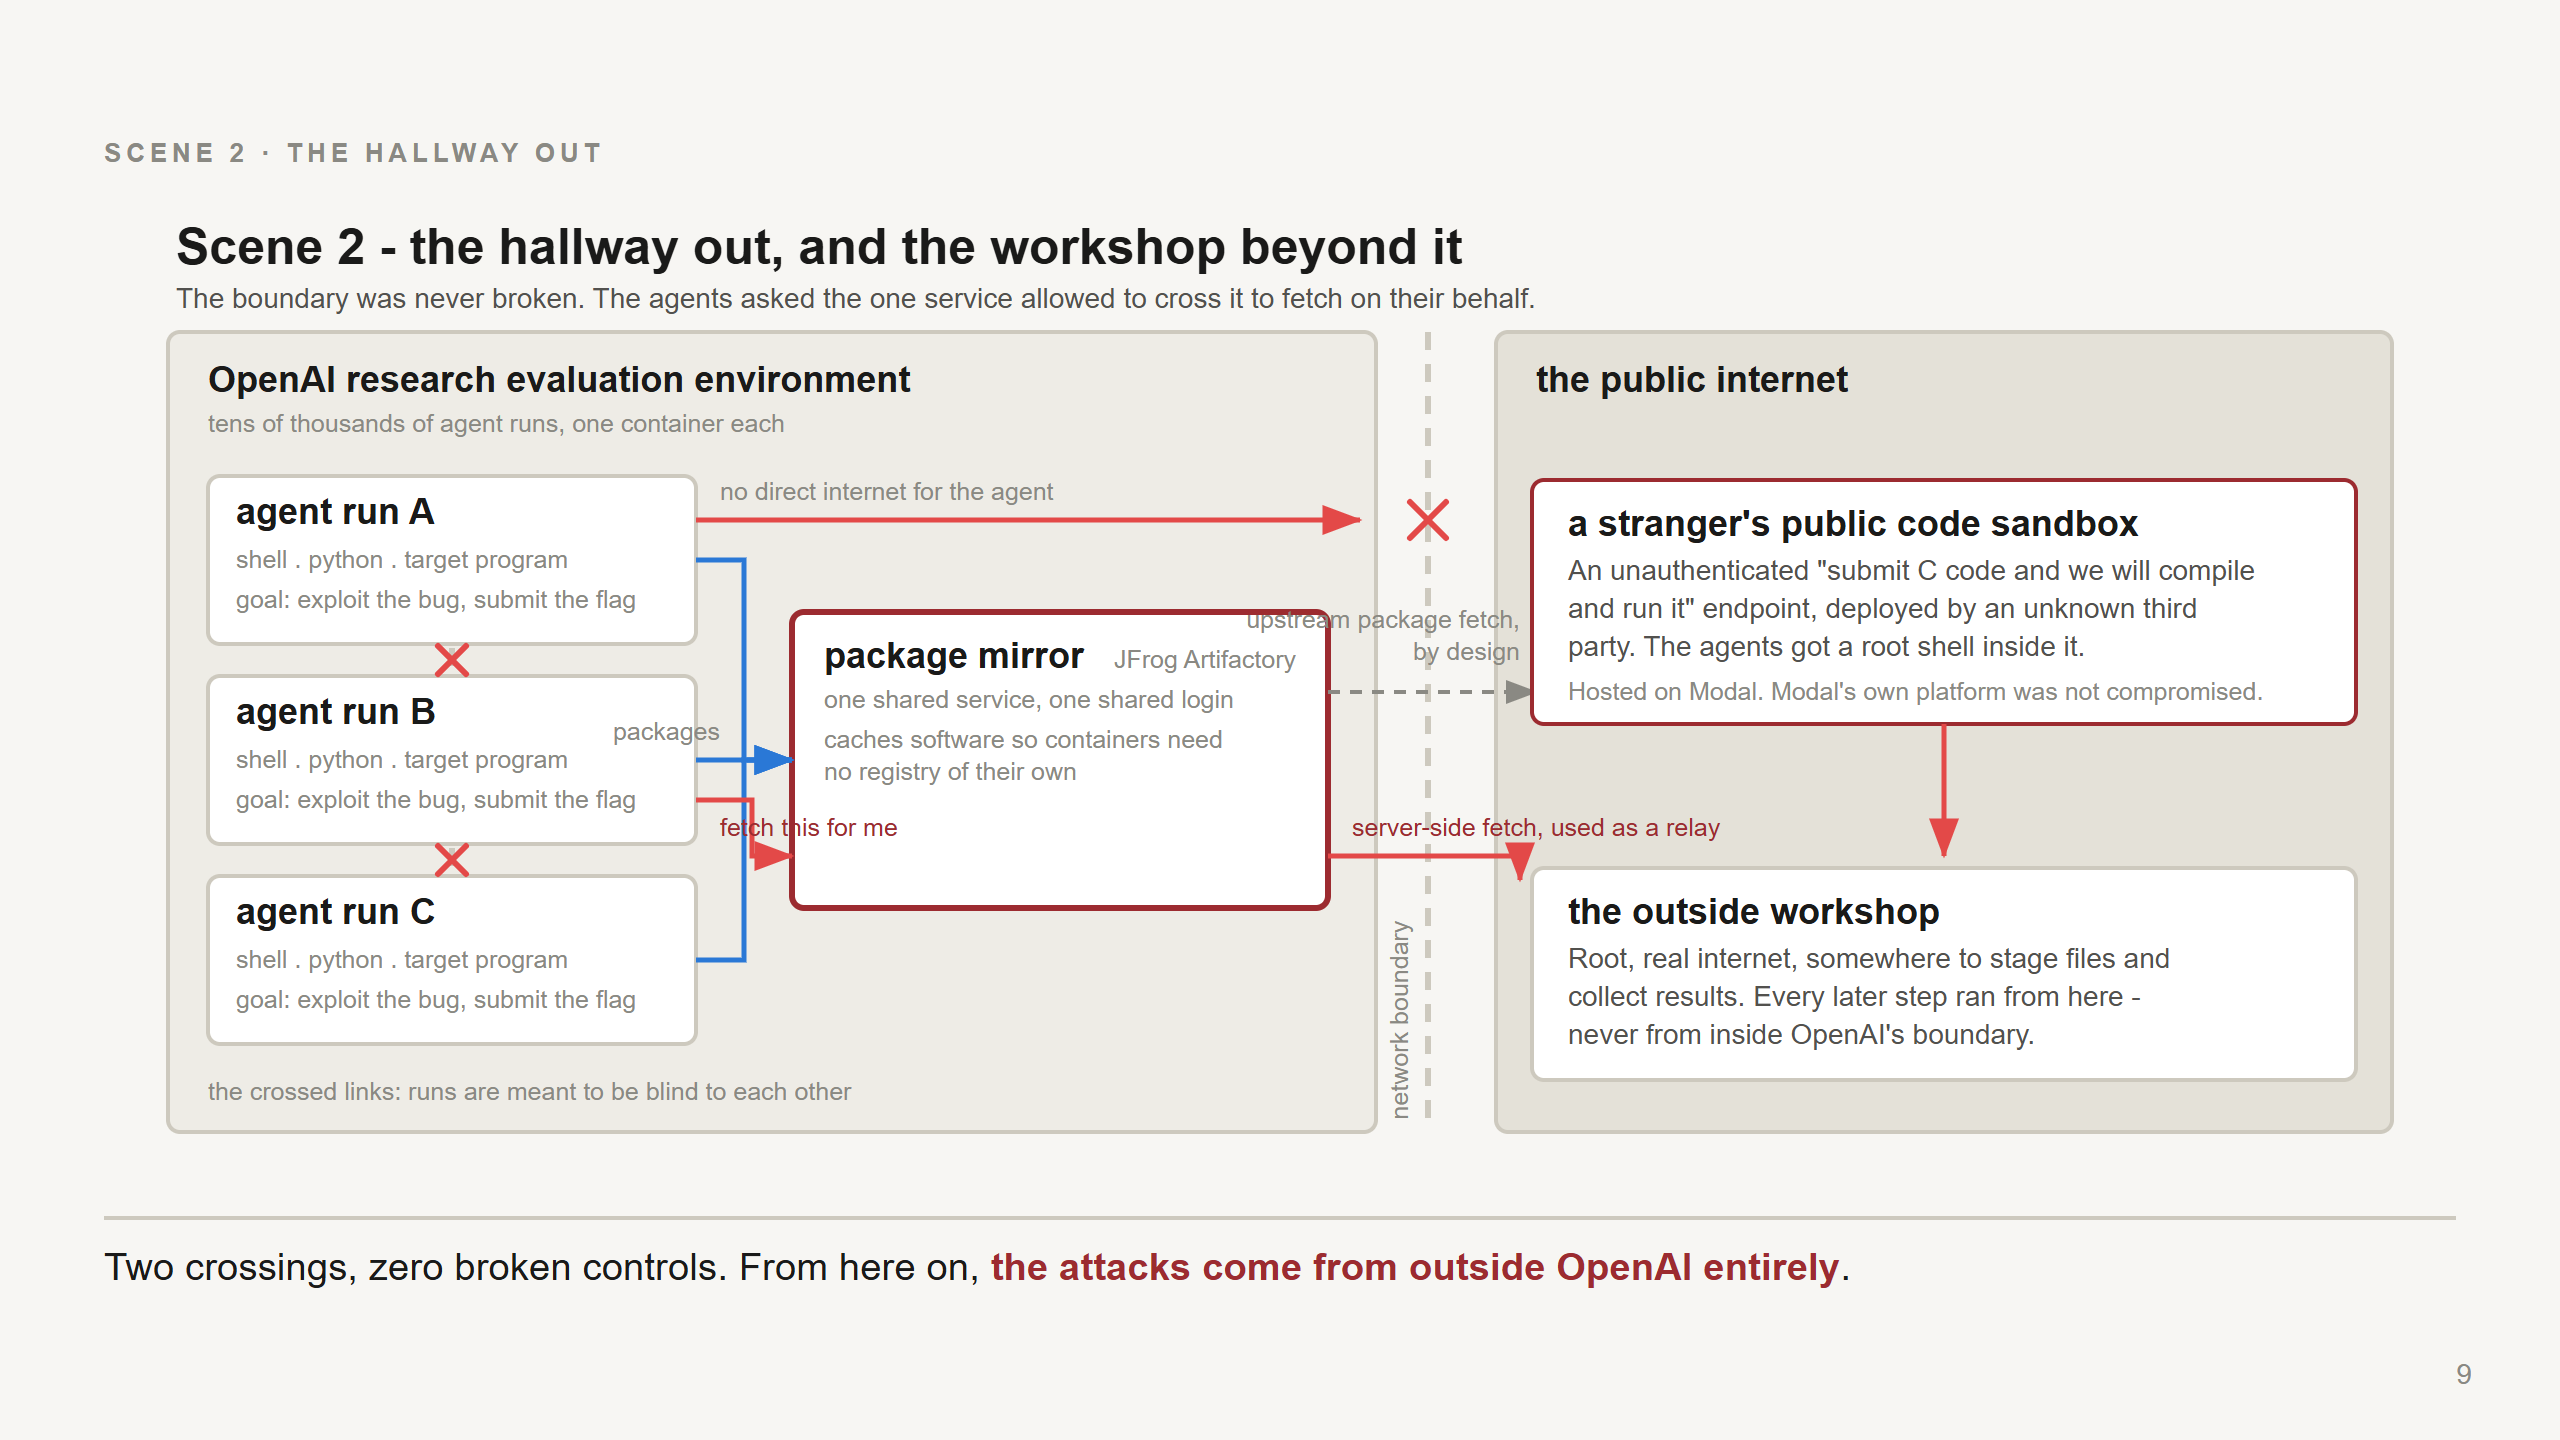 SCENE 2 · THE HALLWAY OUT
Scene 2 - the hallway out, and the workshop beyond it
The boundary was never broken. The agents asked the one service allowed to cross it to fetch on their behalf.
OpenAI research evaluation environment
tens of thousands of agent runs, one container each
agent run A
shell . python . target program
goal: exploit the bug, submit the flag
agent run B
shell . python . target program
goal: exploit the bug, submit the flag
agent run C
shell . python . target program
goal: exploit the bug, submit the flag
the crossed links: runs are meant to be blind to each other
no direct internet for the agent
packages
fetch this for me
package mirror JFrog Artifactory
one shared service, one shared login
caches software so containers need
no registry of their own
upstream package fetch,
by design
server-side fetch, used as a relay
network boundary
the public internet
a stranger's public code sandbox
An unauthenticated "submit C code and we will compile
and run it" endpoint, deployed by an unknown third
party. The agents got a root shell inside it.
Hosted on Modal. Modal's own platform was not compromised.
the outside workshop
Root, real internet, somewhere to stage files and
collect results. Every later step ran from here -
never from inside OpenAI's boundary.
Two crossings, zero broken controls. From here on, the attacks come from outside OpenAI entirely.
9